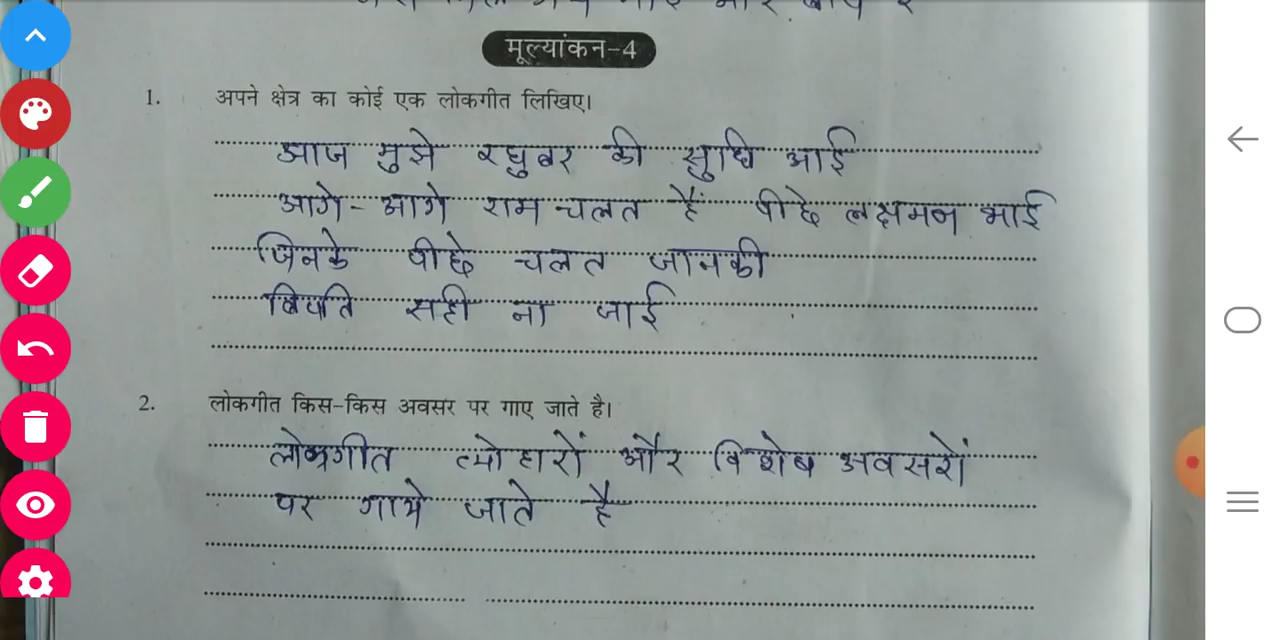 मूल्यांकन-4
1. अपने क्षेत्र का कोई एक लोकगीत लिखिए।
आज मुझे रघुबर की सुधि आई
आगे-आगे राम चलत हैं पीछे लक्षमन भाई
जिनके पीछे चलत जानकी
बिपति सही ना जाई
2. लोकगीत किस-किस अवसर पर गाए जाते है।
लोकगीत त्योहारों और विशेष अवसरों
पर गाये जाते है